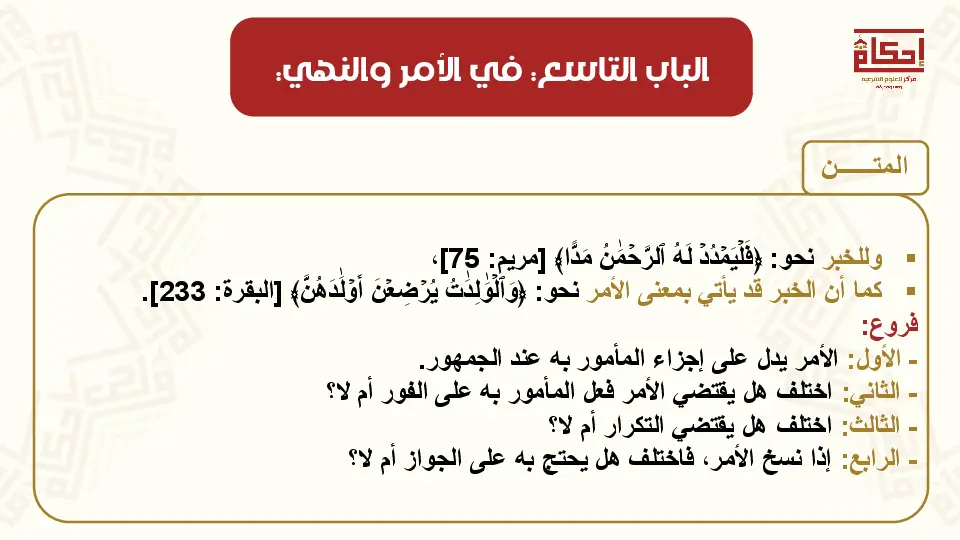 الباب التاسع: في الأمر والنهي:
إحكام
مركز للعلوم الشرعية
المتـــــن
▪ وللخبر نحو: ﴿فَلۡيَمۡدُدۡ لَهُ ٱلرَّحۡمَٰنُ مَدًّا﴾ [مريم: 75]،
▪ كما أن الخبر قد يأتي بمعنى الأمر نحو: ﴿وَٱلۡوَٰلِدَٰتُ يُرۡضِعۡنَ أَوۡلَٰدَهُنَّ﴾ [البقرة: 233].
فروع:
- الأول: الأمر يدل على إجزاء المأمور به عند الجمهور.
- الثاني: اختلف هل يقتضي الأمر فعل المأمور به على الفور أم لا؟
- الثالث: اختلف هل يقتضي التكرار أم لا؟
- الرابع: إذا نسخ الأمر، فاختلف هل يحتج به على الجواز أم لا؟